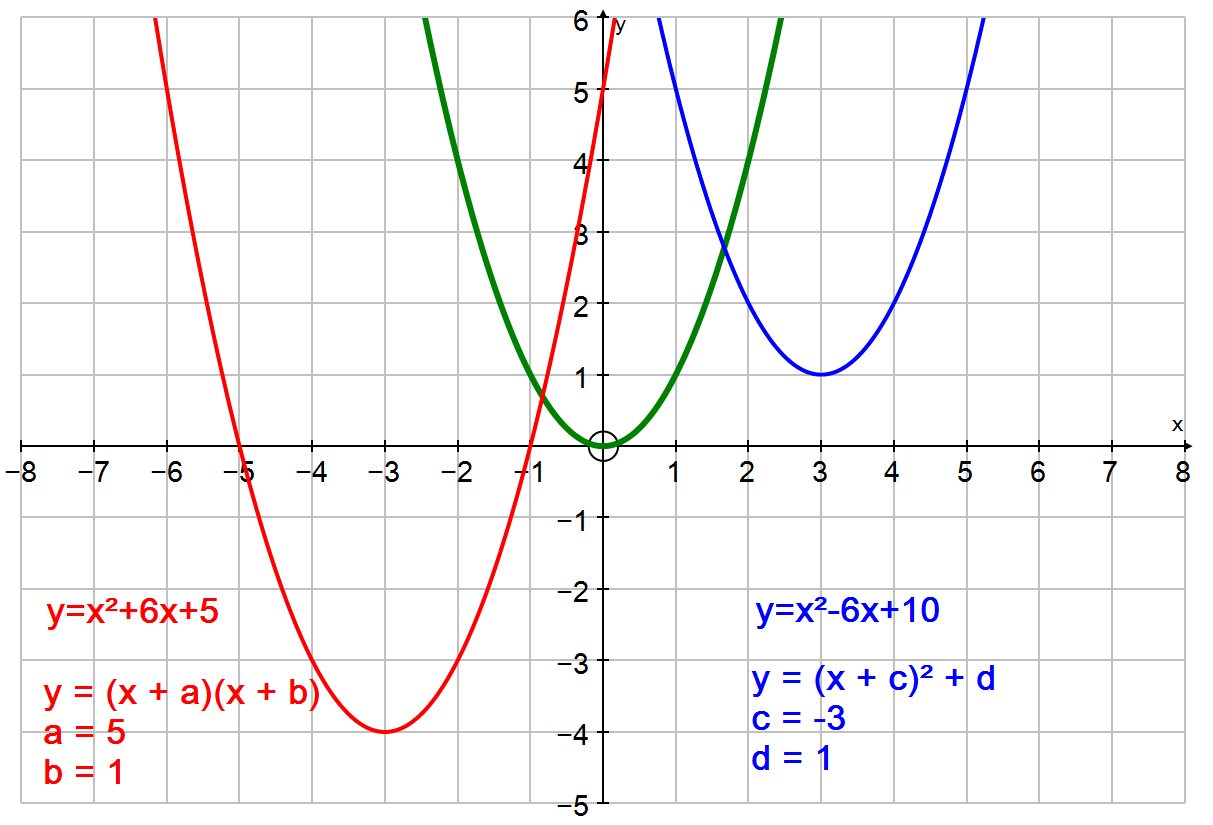 y
6
5
4
3
2
1
x
−8 −7 −6 −5 −4 −3 −2 −1 1 2 3 4 5 6 7 8
−1
−2
−3
−4
−5
y=x²+6x+5
y = (x + a)(x + b)
a = 5
b = 1
y=x²-6x+10
y = (x + c)² + d
c = -3
d = 1